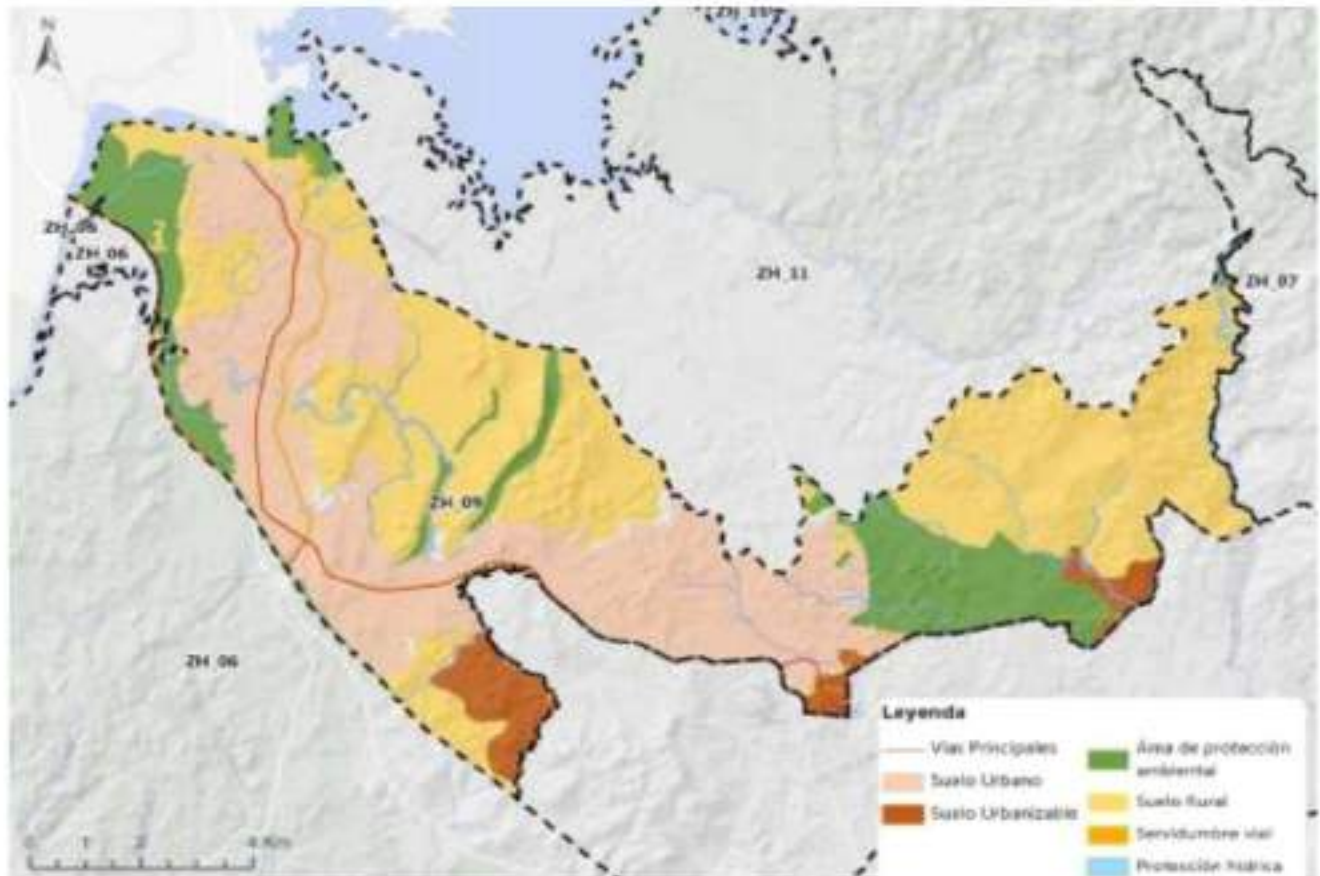 N
ZH_06
ZH_06
ZH_11
ZH_07
ZH_09
ZH_06
Leyenda
Vías Principales
Suelo Urbano
Suelo Urbanizable
Área de protección
ambiental
Suelo Rural
Servidumbre vial
Protección hídrica
0 1 2 4 Km